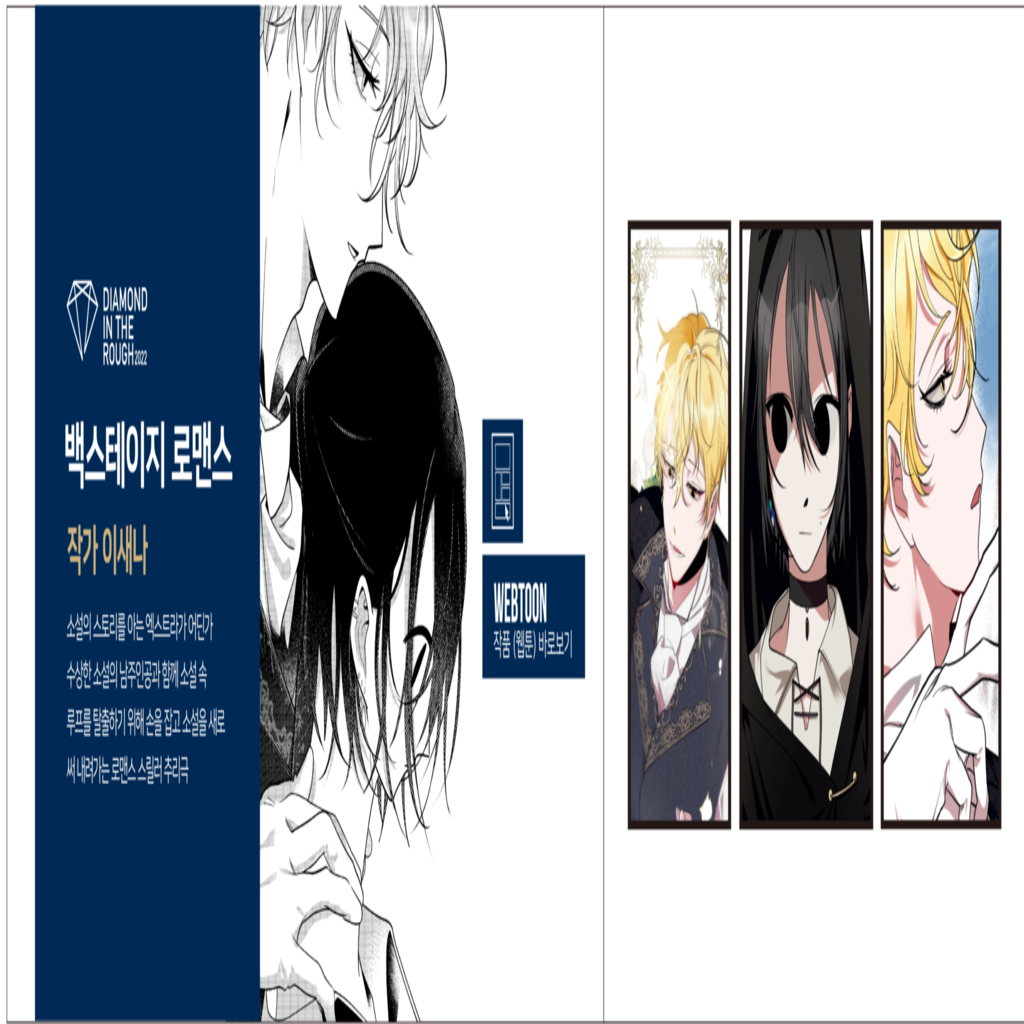 DIAMOND
IN THE
ROUGH 2022
백스테이지 로맨스
작가 이새나
소설의 스토리를 아는 엑스트라가 어딘가
수상한 소설의 남주인공과 함께 소설 속
루프를 탈출하기 위해 손을 잡고 소설을 새로
써 내려가는 로맨스 스릴러 추리극
WEBTOON
작품 (웹툰) 바로보기